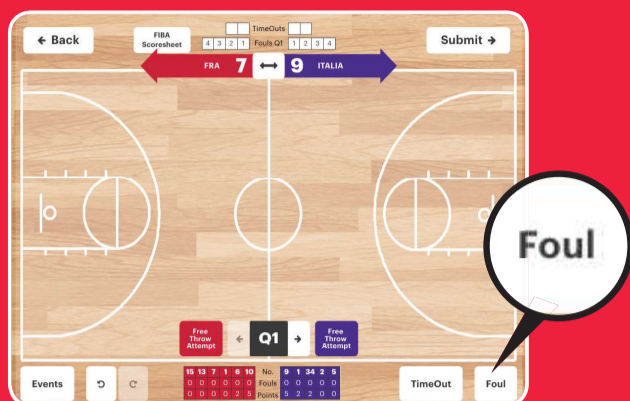 ← Back
FIBA
Scoresheet
TimeOuts
4 3 2 1 Fouls Q1 1 2 3 4
Submit →
FRA 7 ↔ 9 ITALIA
Foul
Free
Throw
Attempt
← Q1 →
Free
Throw
Attempt
Events
15 13 7 1 6 10 No. 9 1 34 2 5
0 0 0 0 0 0 Fouls 0 0 0 0 0
0 0 0 0 2 5 Points 5 2 2 0 0
TimeOut
Foul